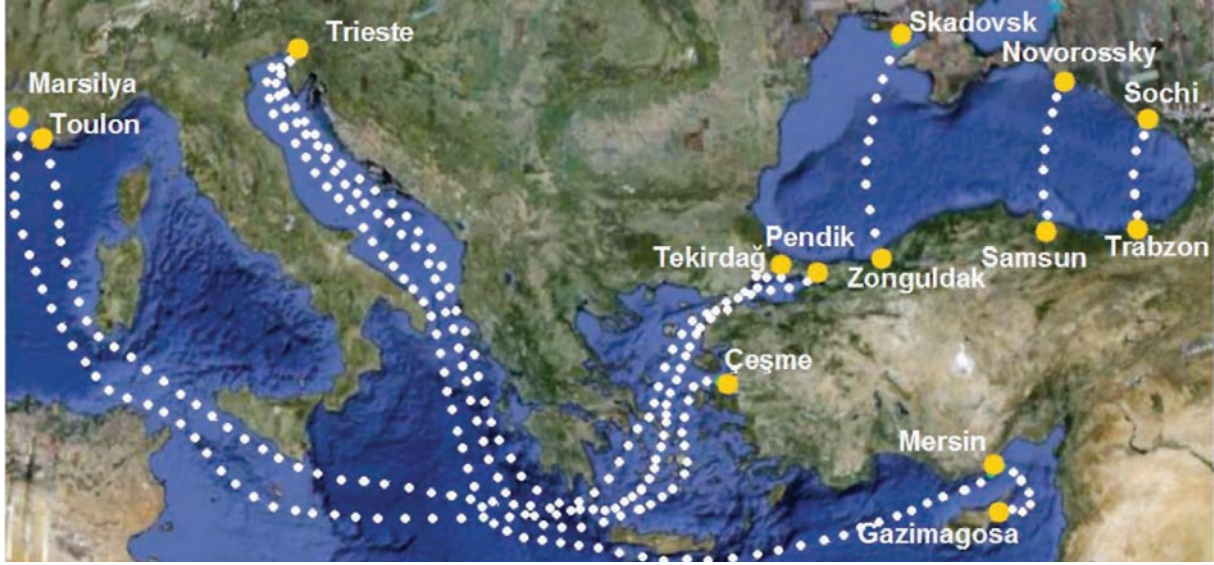 Trieste
Skadovsk
Novorossky
Marsilya
Sochi
Toulon
Pendik
Tekirdağ
Zonguldak
Samsun
Trabzon
Çeşme
Mersin
Gazimagosa